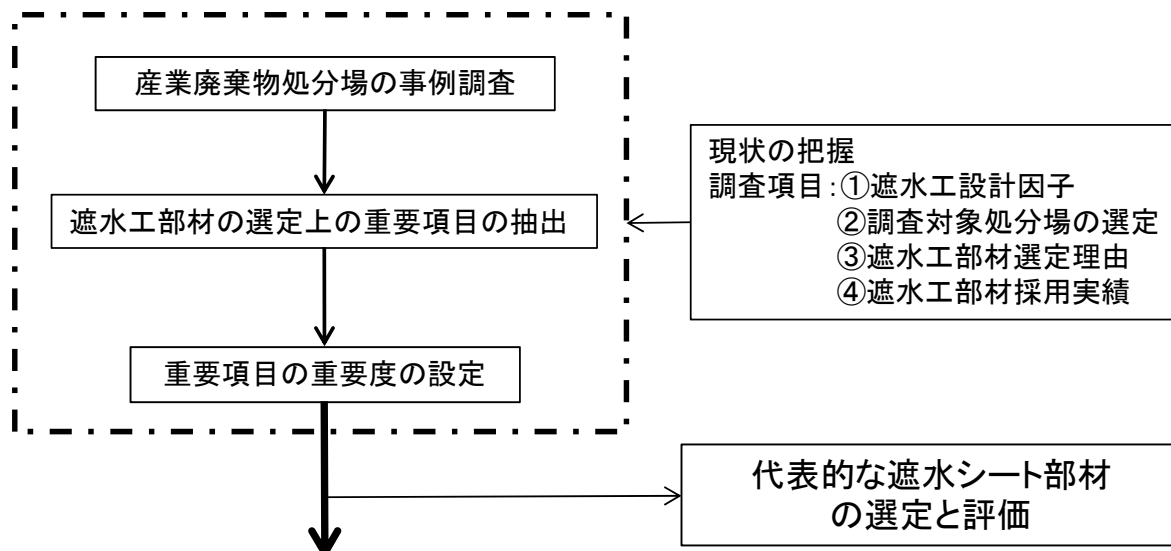 産業廃棄物処分場の事例調査
遮水工部材の選定上の重要項目の抽出
重要項目の重要度の設定
現状の把握
調査項目:①遮水工設計因子
②調査対象処分場の選定
③遮水工部材選定理由
④遮水工部材採用実績
代表的な遮水シート部材
の選定と評価